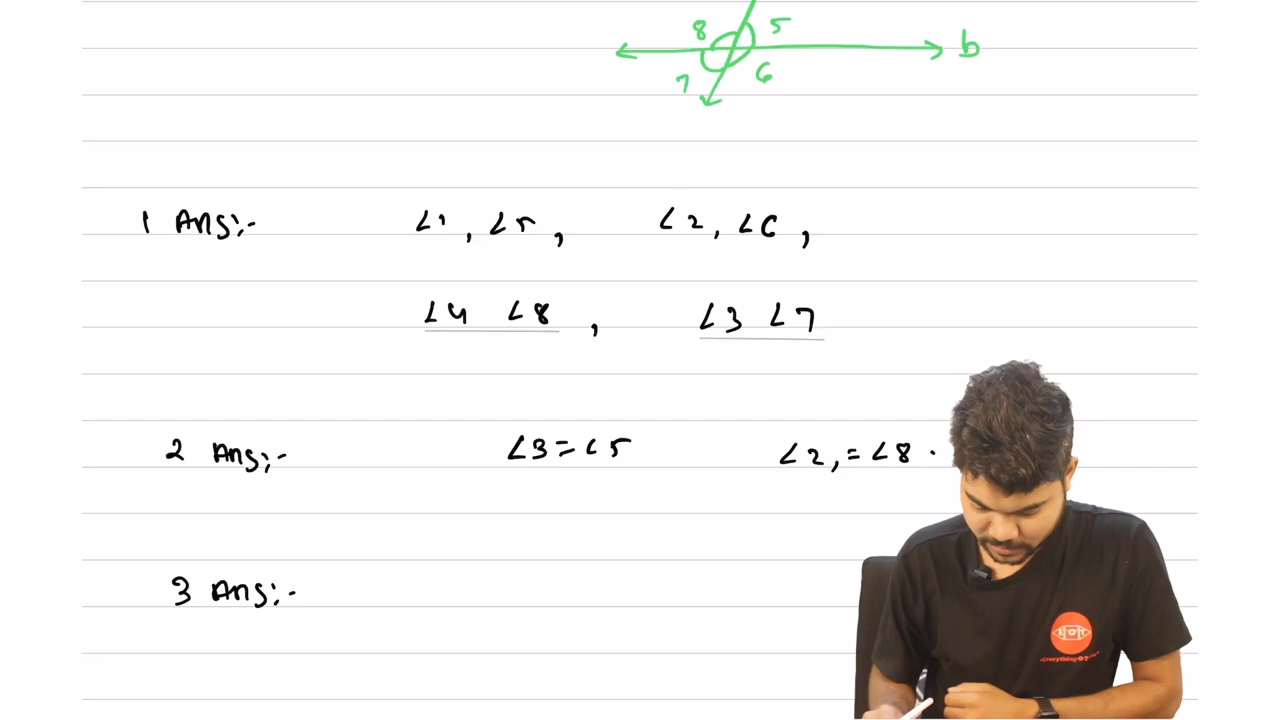 8 5
b
7 6
1 Ans:- ∠1, ∠5, ∠2, ∠6,
∠4 ∠8, ∠3 ∠7
2 Ans:- ∠3=∠5 ∠2,=∠8.
3 Ans:-
EOT